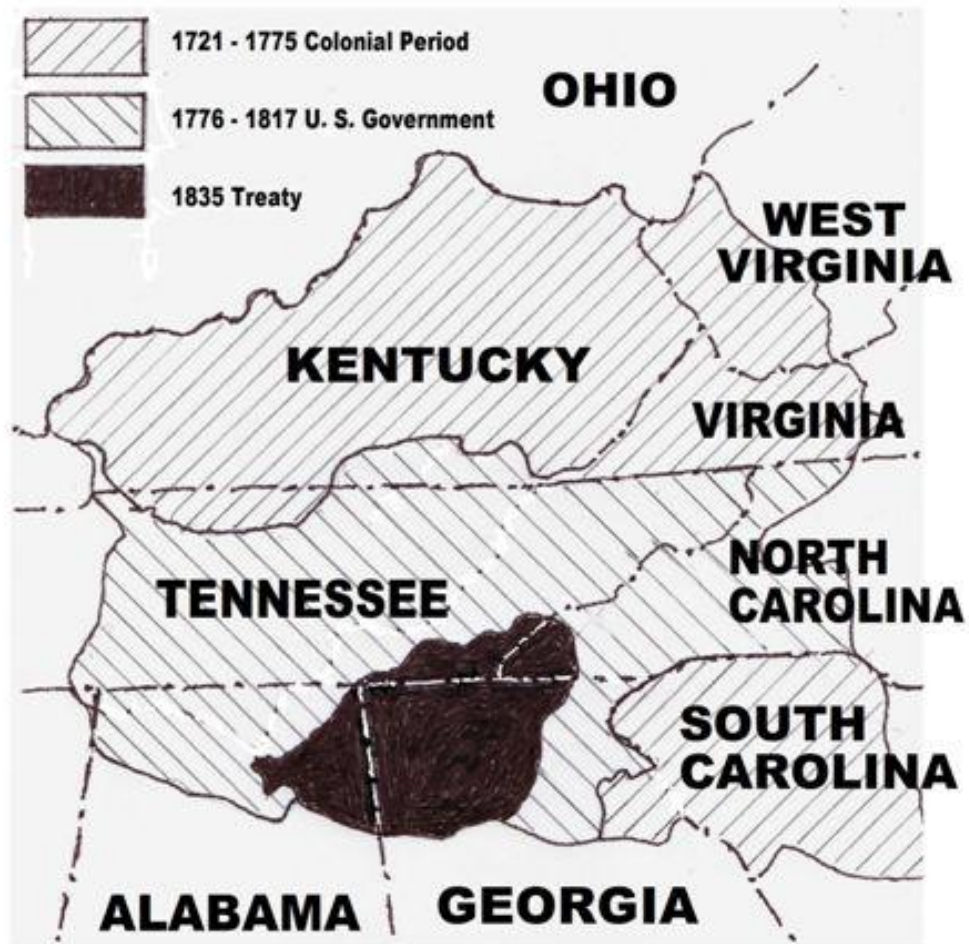 1721 - 1775 Colonial Period
1776 - 1817 U. S. Government
1835 Treaty
OHIO
WEST
VIRGINIA
KENTUCKY
VIRGINIA
TENNESSEE
NORTH
CAROLINA
SOUTH
CAROLINA
ALABAMA
GEORGIA